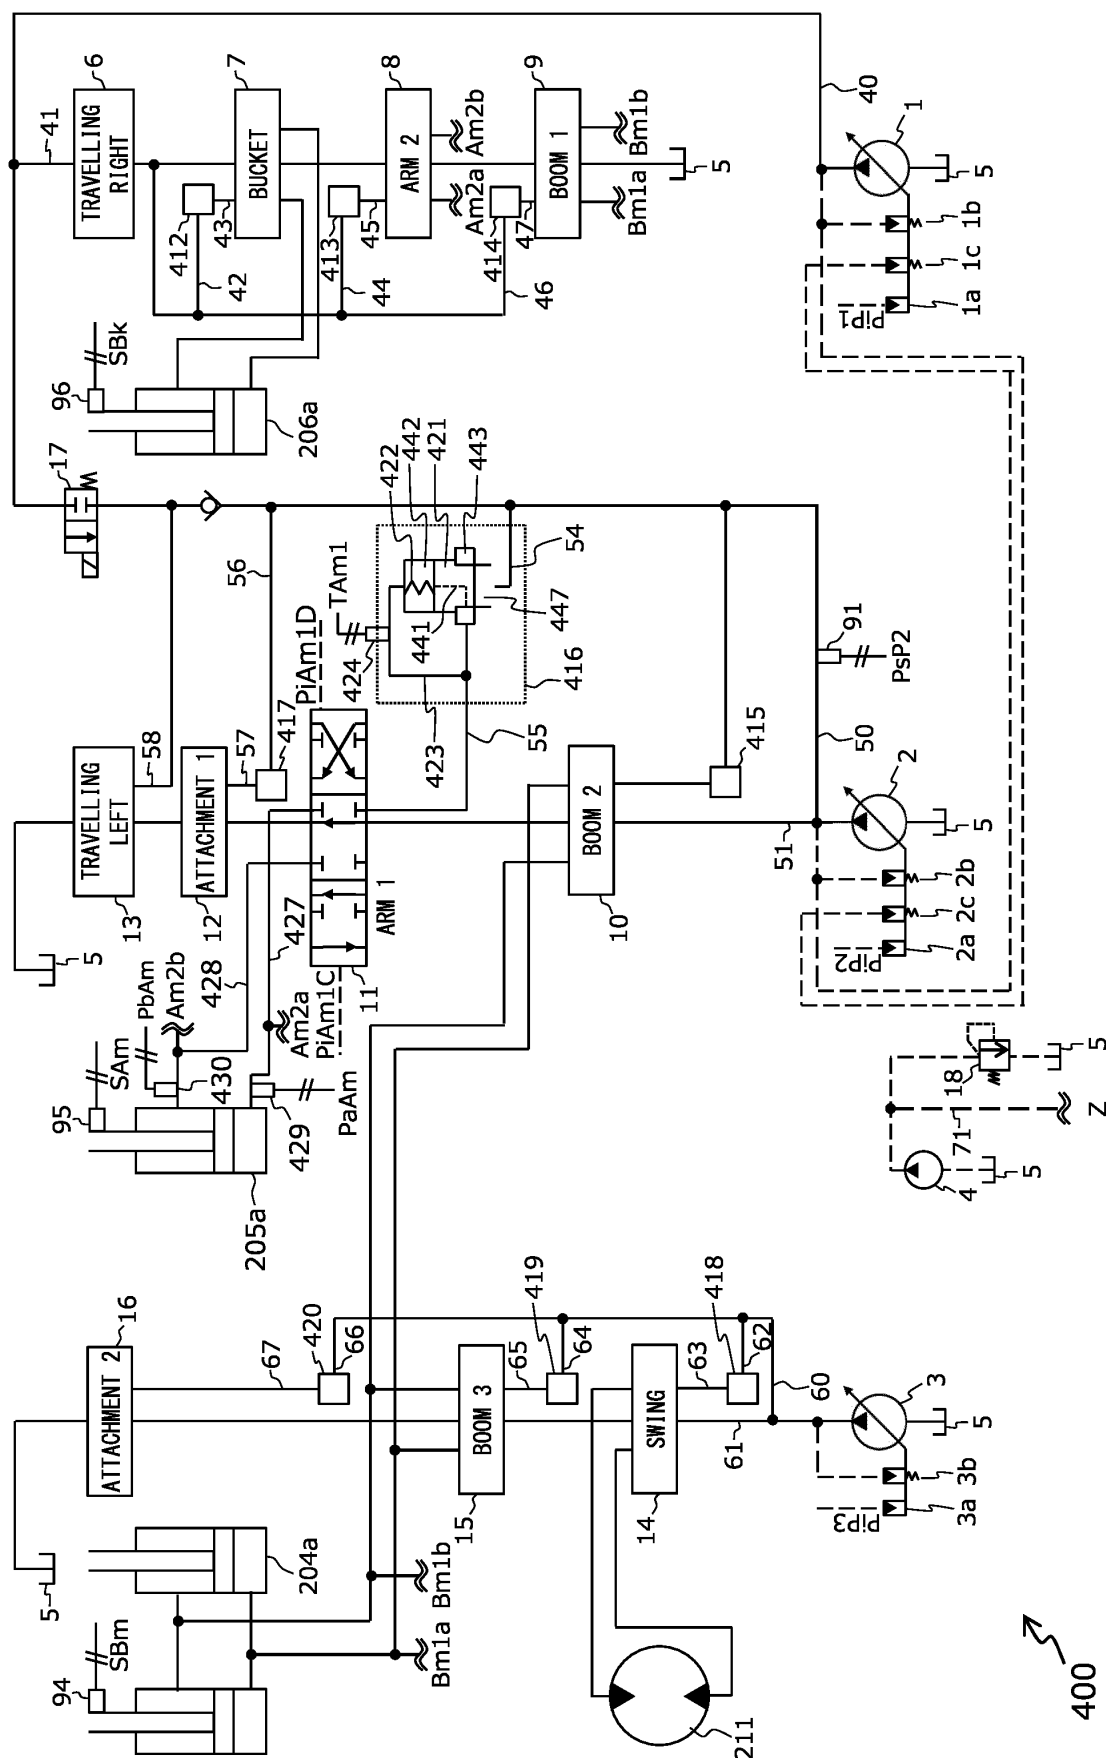 TRAVELLING RIGHT
6
41
BUCKET
7
412
43
42
ARM 2
8
413
45
44
Am2a
Am2b
BOOM 1
9
414
47
46
Bm1a
Bm1b
5
40
1
5
1b
1c
1a
PiP1
96
SBk
206a
17
56
TAm1
422
442
421
443
424
441
423
447
54
416
55
PiAm1D
TRAVELLING LEFT
13
58
ATTACHMENT 1
12
57
417
5
427
428
ARM 1
11
PiAm1C
Am2a
BOOM 2
10
415
91
PsP2
50
51
2
5
2b
2c
2a
PiP2
95
SAm
PbAm
Am2b
430
429
PaAm
205a
18
5
71
Z
4
5
ATTACHMENT 2
16
67
420
66
BOOM 3
15
65
419
64
SWING
14
63
418
62
61
60
3
5
3b
3a
PiP3
5
204a
94
SBm
Bm1b
Bm1a
211
400